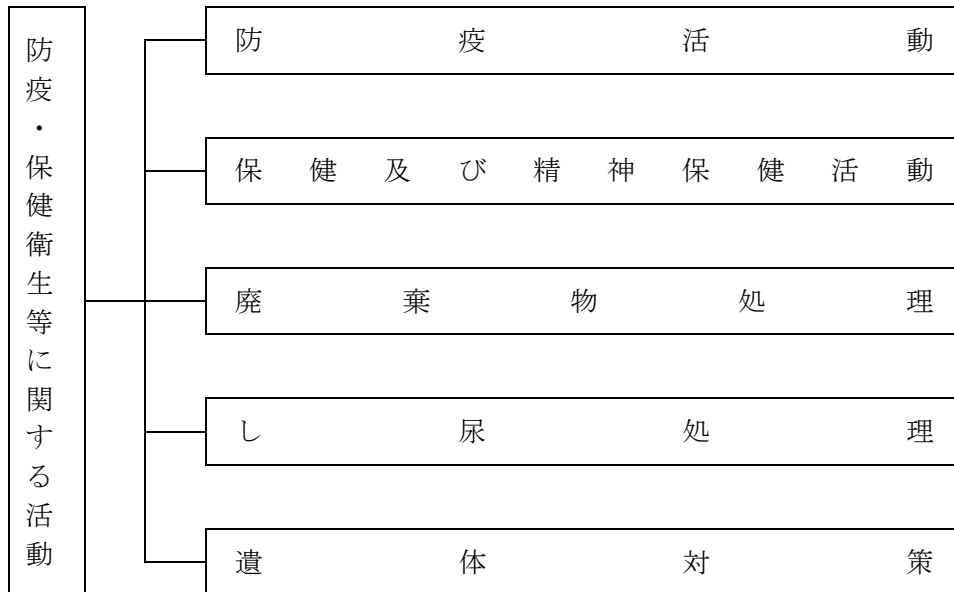 防疫・保健衛生等に関する活動
防疫活動
保健及び精神保健活動
廃棄物処理
し尿処理
遺体対策